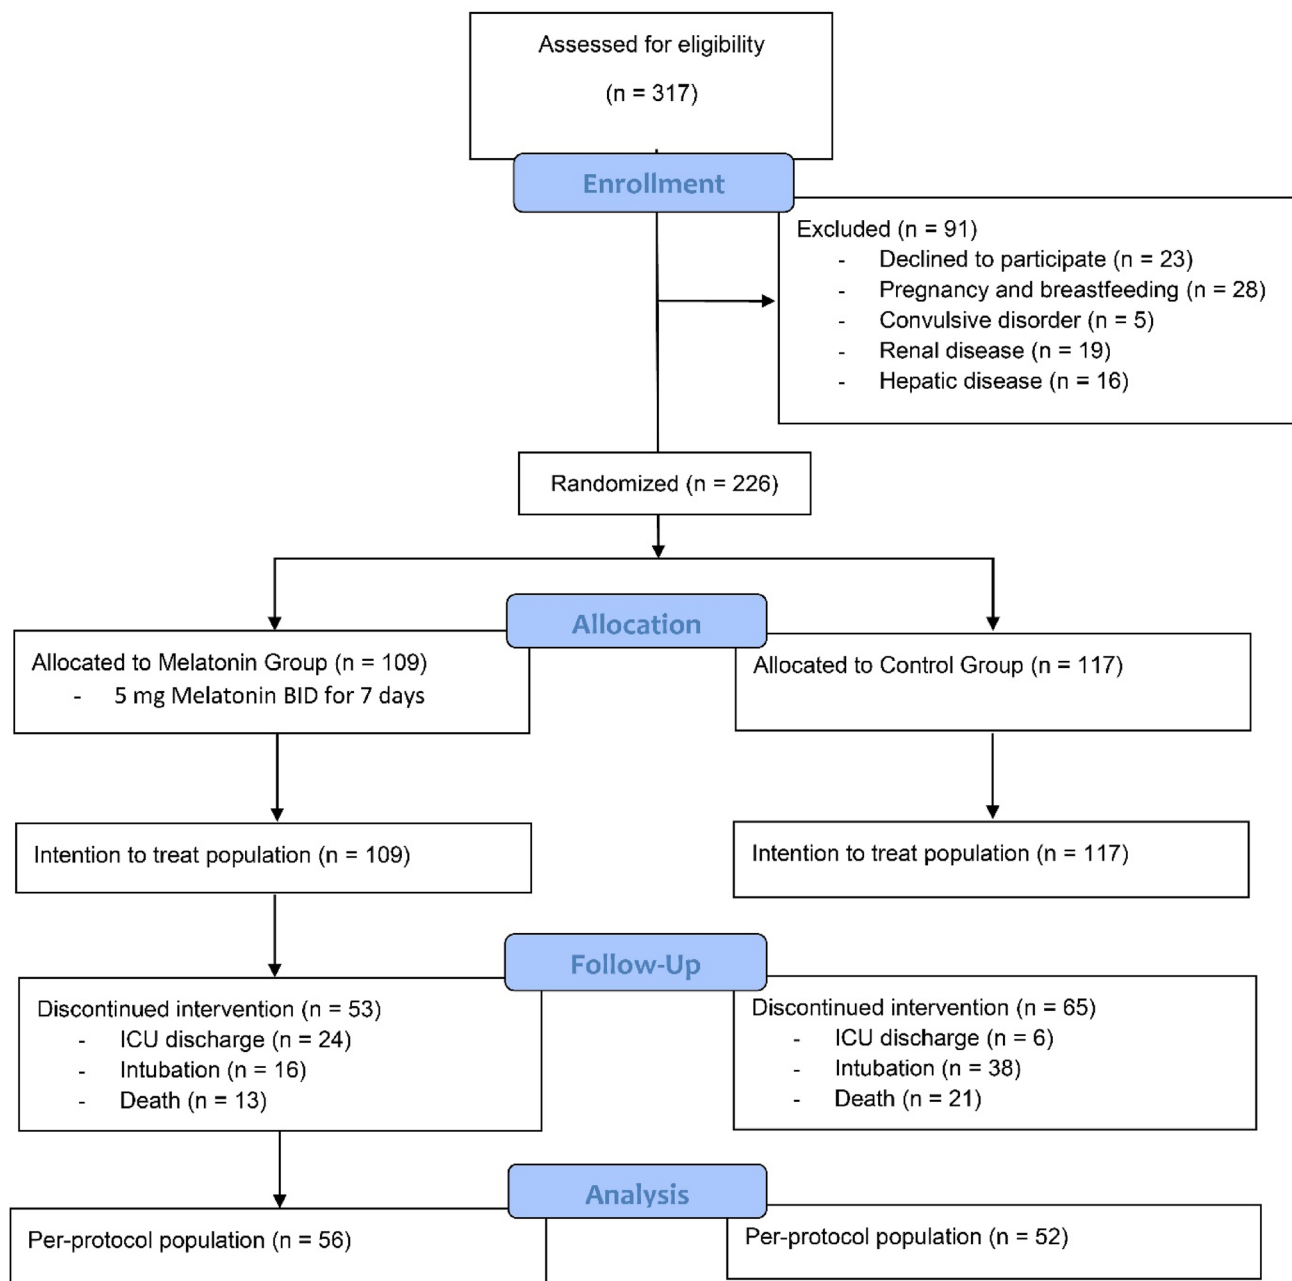 Assessed for eligibility
(n = 317)
Enrollment
Excluded (n = 91)
- Declined to participate (n = 23)
- Pregnancy and breastfeeding (n = 28)
- Convulsive disorder (n = 5)
- Renal disease (n = 19)
- Hepatic disease (n = 16)
Randomized (n = 226)
Allocation
Allocated to Melatonin Group (n = 109)
- 5 mg Melatonin BID for 7 days
Allocated to Control Group (n = 117)
Intention to treat population (n = 109)
Intention to treat population (n = 117)
Follow-Up
Discontinued intervention (n = 53)
- ICU discharge (n = 24)
- Intubation (n = 16)
- Death (n = 13)
Discontinued intervention (n = 65)
- ICU discharge (n = 6)
- Intubation (n = 38)
- Death (n = 21)
Analysis
Per-protocol population (n = 56)
Per-protocol population (n = 52)